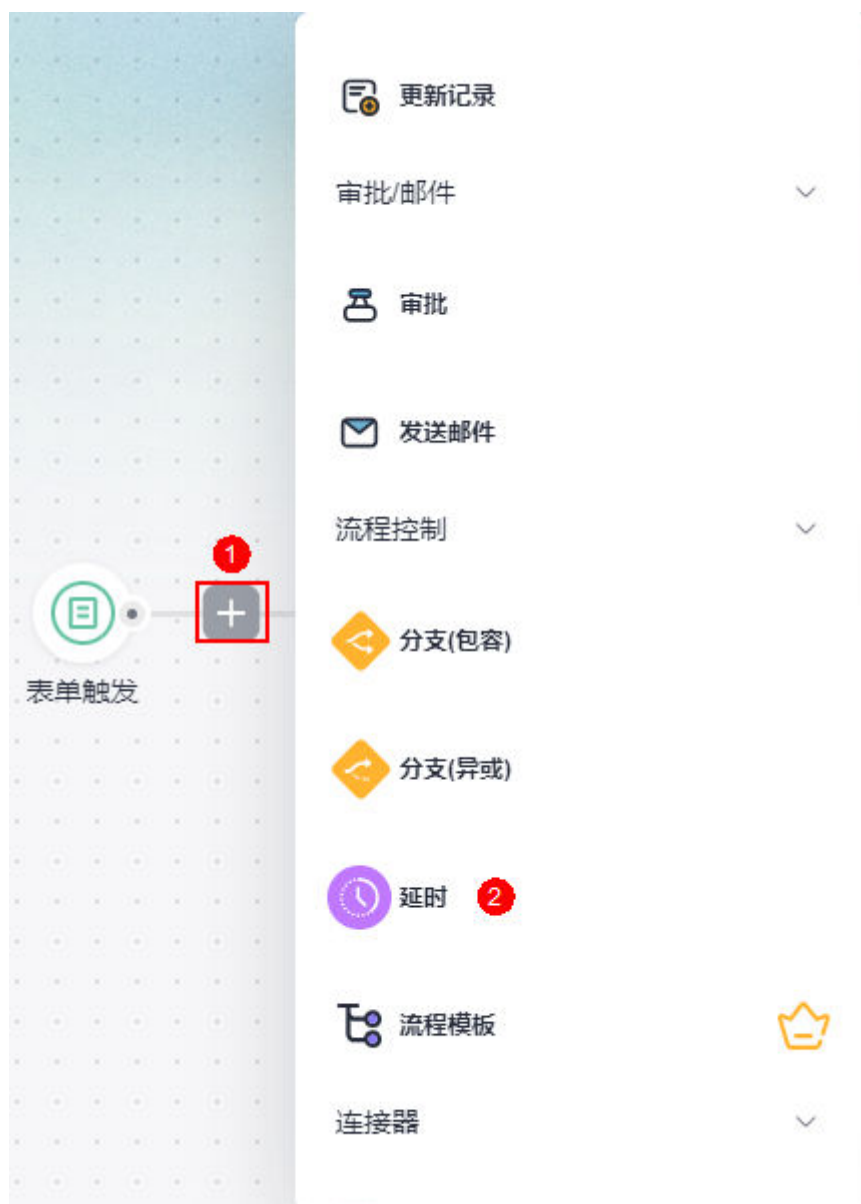 更新记录
审批/邮件
审批
发送邮件
流程控制
1
表单触发
分支(包容)
分支(异或)
延时 2
流程模板
连接器